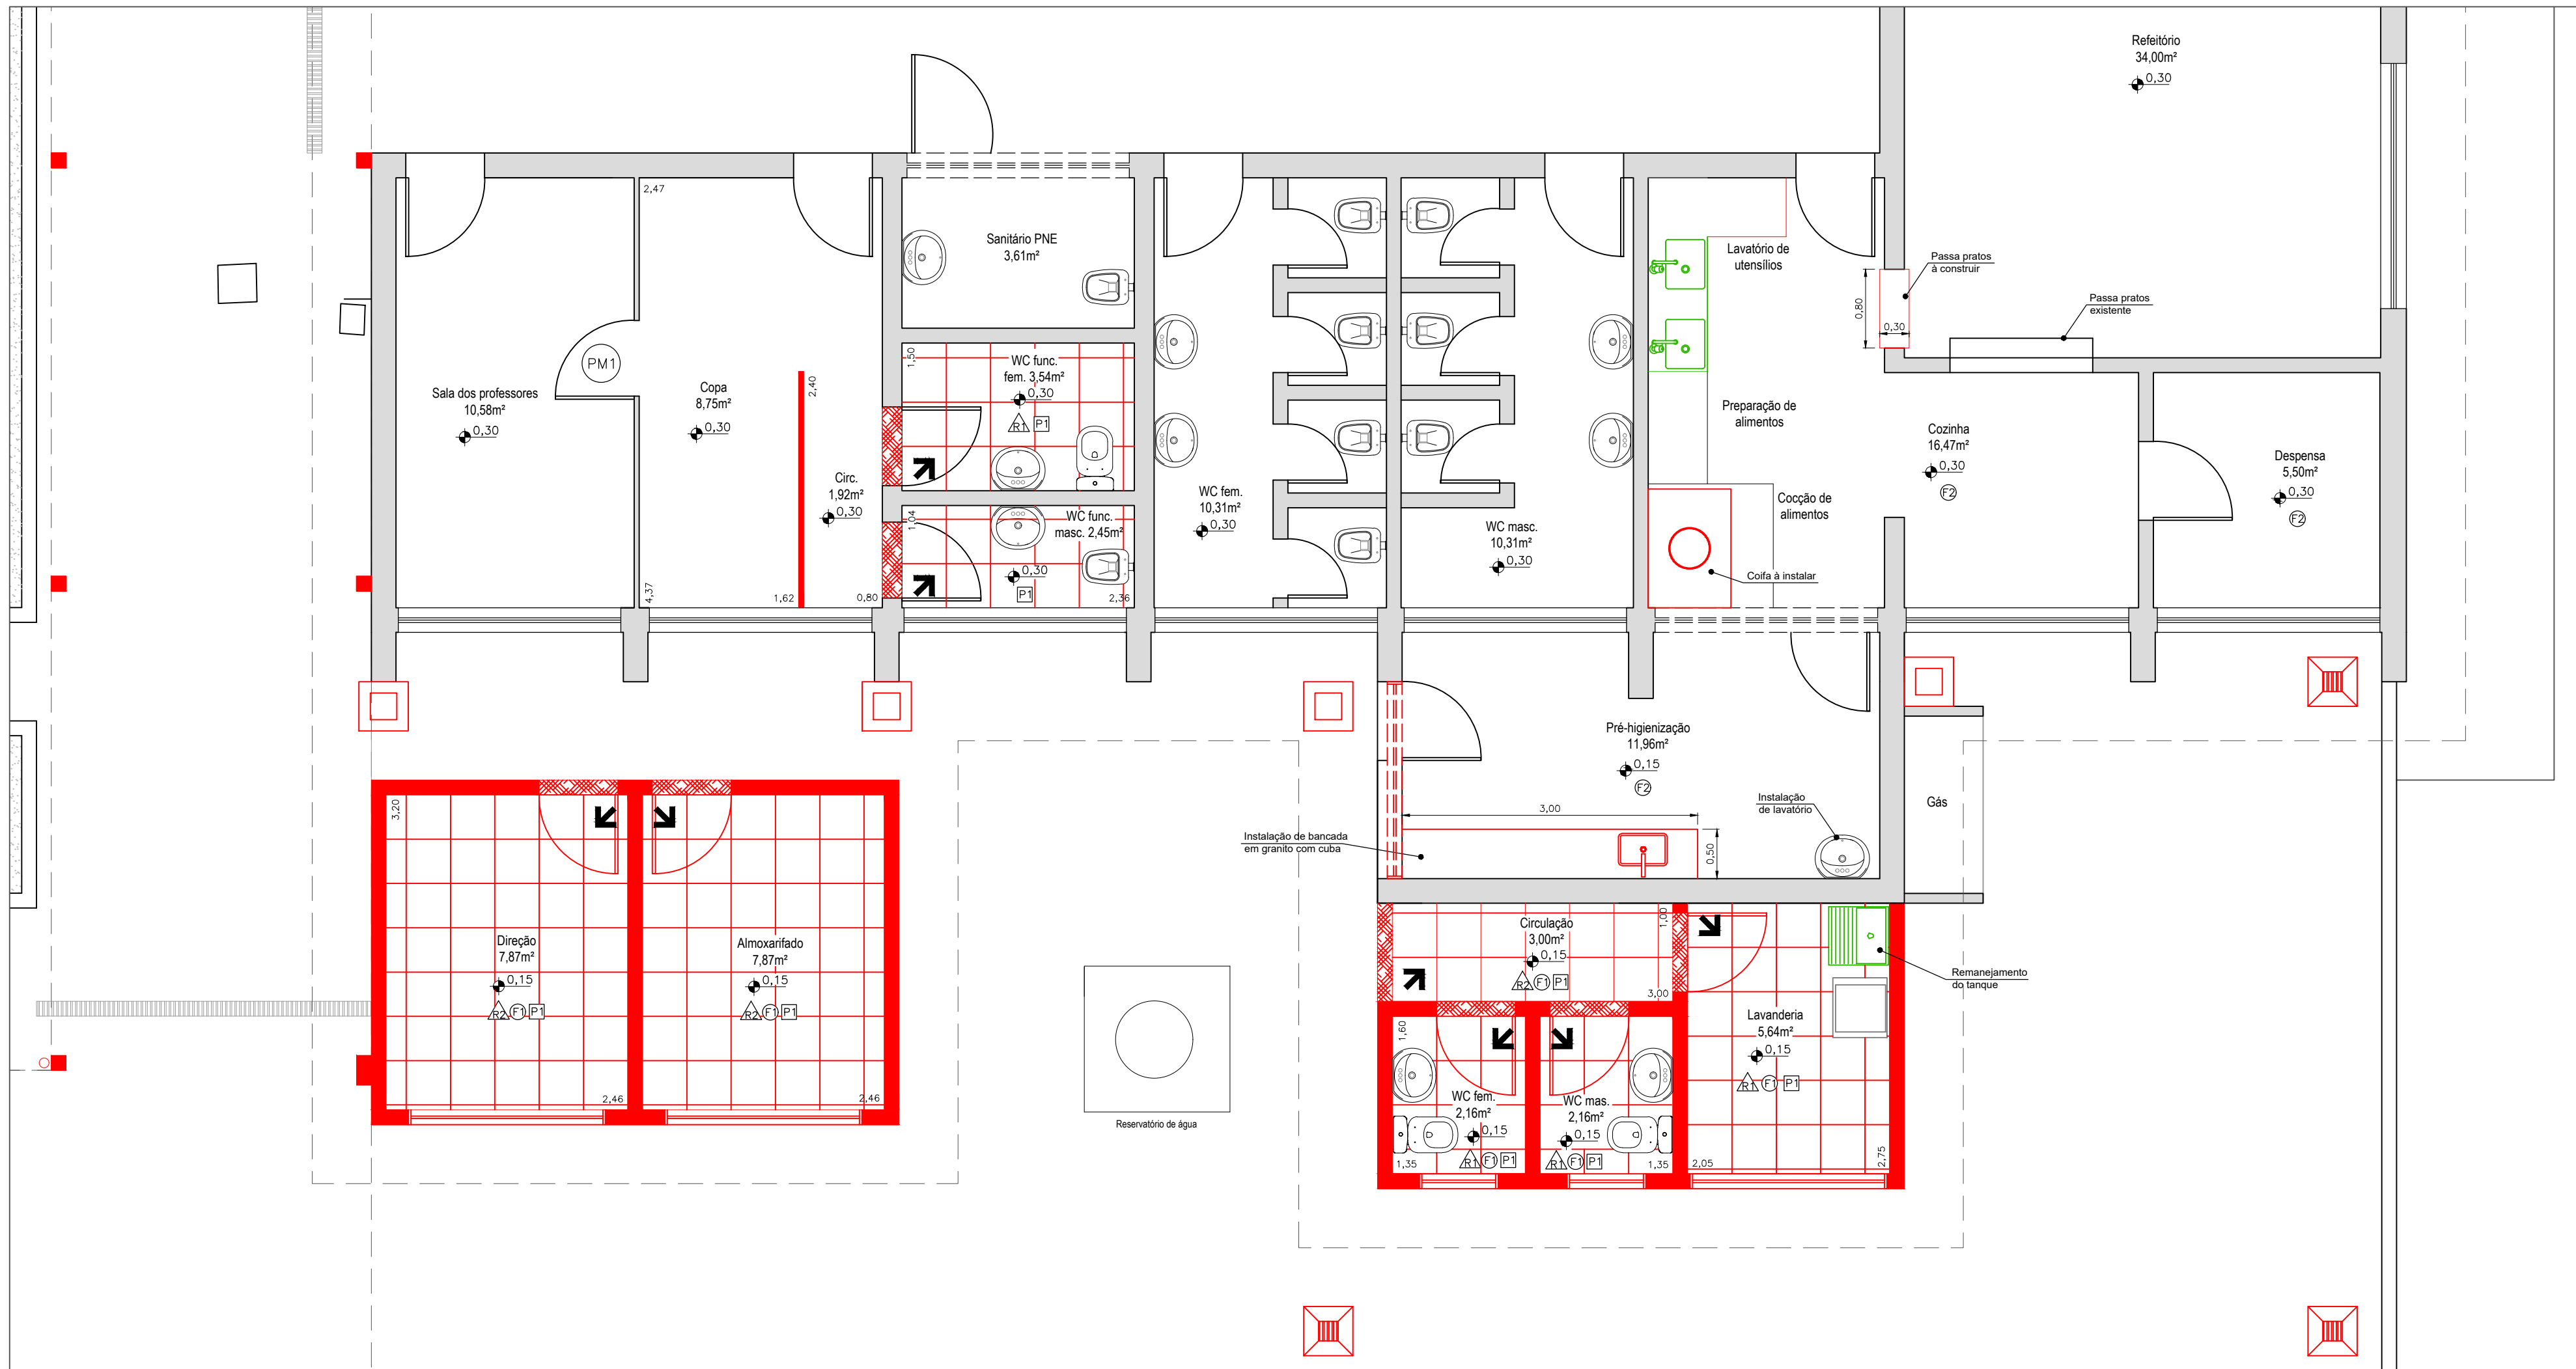 Refeitório
34,00m²
0,30
2,47
Sanitário PNE
3,61m²
Lavatório de
utensílios
Passa pratos
à construir
0,80
0,30
Passa pratos
existente
PM1
Sala dos professores
10,58m²
0,30
Copa
8,75m²
0,30
2,40
1,50
WC func.
fem. 3,54m²
0,30
R1 P1
Preparação de
alimentos
Cozinha
16,47m²
0,30
F2
Despensa
5,50m²
0,30
F2
Circ.
1,92m²
0,30
WC fem.
10,31m²
0,30
Cocção de
alimentos
1,04
WC func.
masc. 2,45m²
0,30
P1
2,36
WC masc.
10,31m²
0,30
Coifa à instalar
4,37
1,62
0,80
Pré-higienização
11,96m²
0,15
F2
3,00
0,50
Instalação
de lavatório
Gás
Instalação de bancada
em granito com cuba
3,20
Direção
7,87m²
0,15
R2 F1 P1
2,46
Almoxarifado
7,87m²
0,15
R2 F1 P1
2,46
Reservatório de água
Circulação
3,00m²
0,15
R2 F1 P1
1,00
3,00
Remanejamento
do tanque
Lavanderia
5,64m²
0,15
R1 F1 P1
2,05
2,75
1,60
WC fem.
2,16m²
0,15
R1 F1 P1
1,35
WC mas.
2,16m²
0,15
R1 F1 P1
1,35